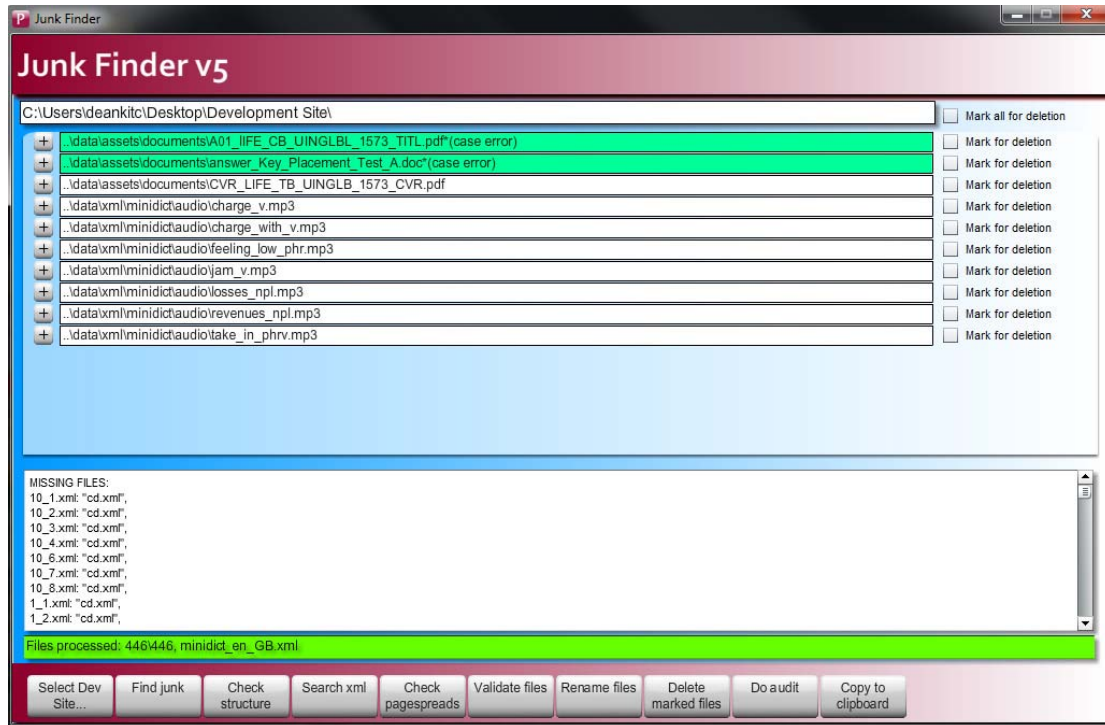 Junk Finder
Junk Finder v5
C:\Users\deankitc\Desktop\Development Site\
Mark all for deletion
+ ..\data\assets\documents\A01_lIFE_CB_UINGLBL_1573_TITL.pdf*(case error) Mark for deletion
+ ..\data\assets\documents\answer_Key_Placement_Test_A.doc*(case error) Mark for deletion
+ ..\data\assets\documents\CVR_LIFE_TB_UINGLB_1573_CVR.pdf Mark for deletion
+ ..\data\xml\minidict\audio\charge_v.mp3 Mark for deletion
+ ..\data\xml\minidict\audio\charge_with_v.mp3 Mark for deletion
+ ..\data\xml\minidict\audio\feeling_low_phr.mp3 Mark for deletion
+ ..\data\xml\minidict\audio\jam_v.mp3 Mark for deletion
+ ..\data\xml\minidict\audio\losses_npl.mp3 Mark for deletion
+ ..\data\xml\minidict\audio\revenues_npl.mp3 Mark for deletion
+ ..\data\xml\minidict\audio\take_in_phrv.mp3 Mark for deletion
MISSING FILES:
10_1.xml: "cd.xml",
10_2.xml: "cd.xml",
10_3.xml: "cd.xml",
10_4.xml: "cd.xml",
10_6.xml: "cd.xml",
10_7.xml: "cd.xml",
10_8.xml: "cd.xml",
1_1.xml: "cd.xml",
1_2.xml: "cd.xml",
Files processed: 446\446, minidict_en_GB.xml
Select Dev
Site...
Find junk
Check
structure
Search xml
Check
pagespreads
Validate files
Rename files
Delete
marked files
Do audit
Copy to
clipboard